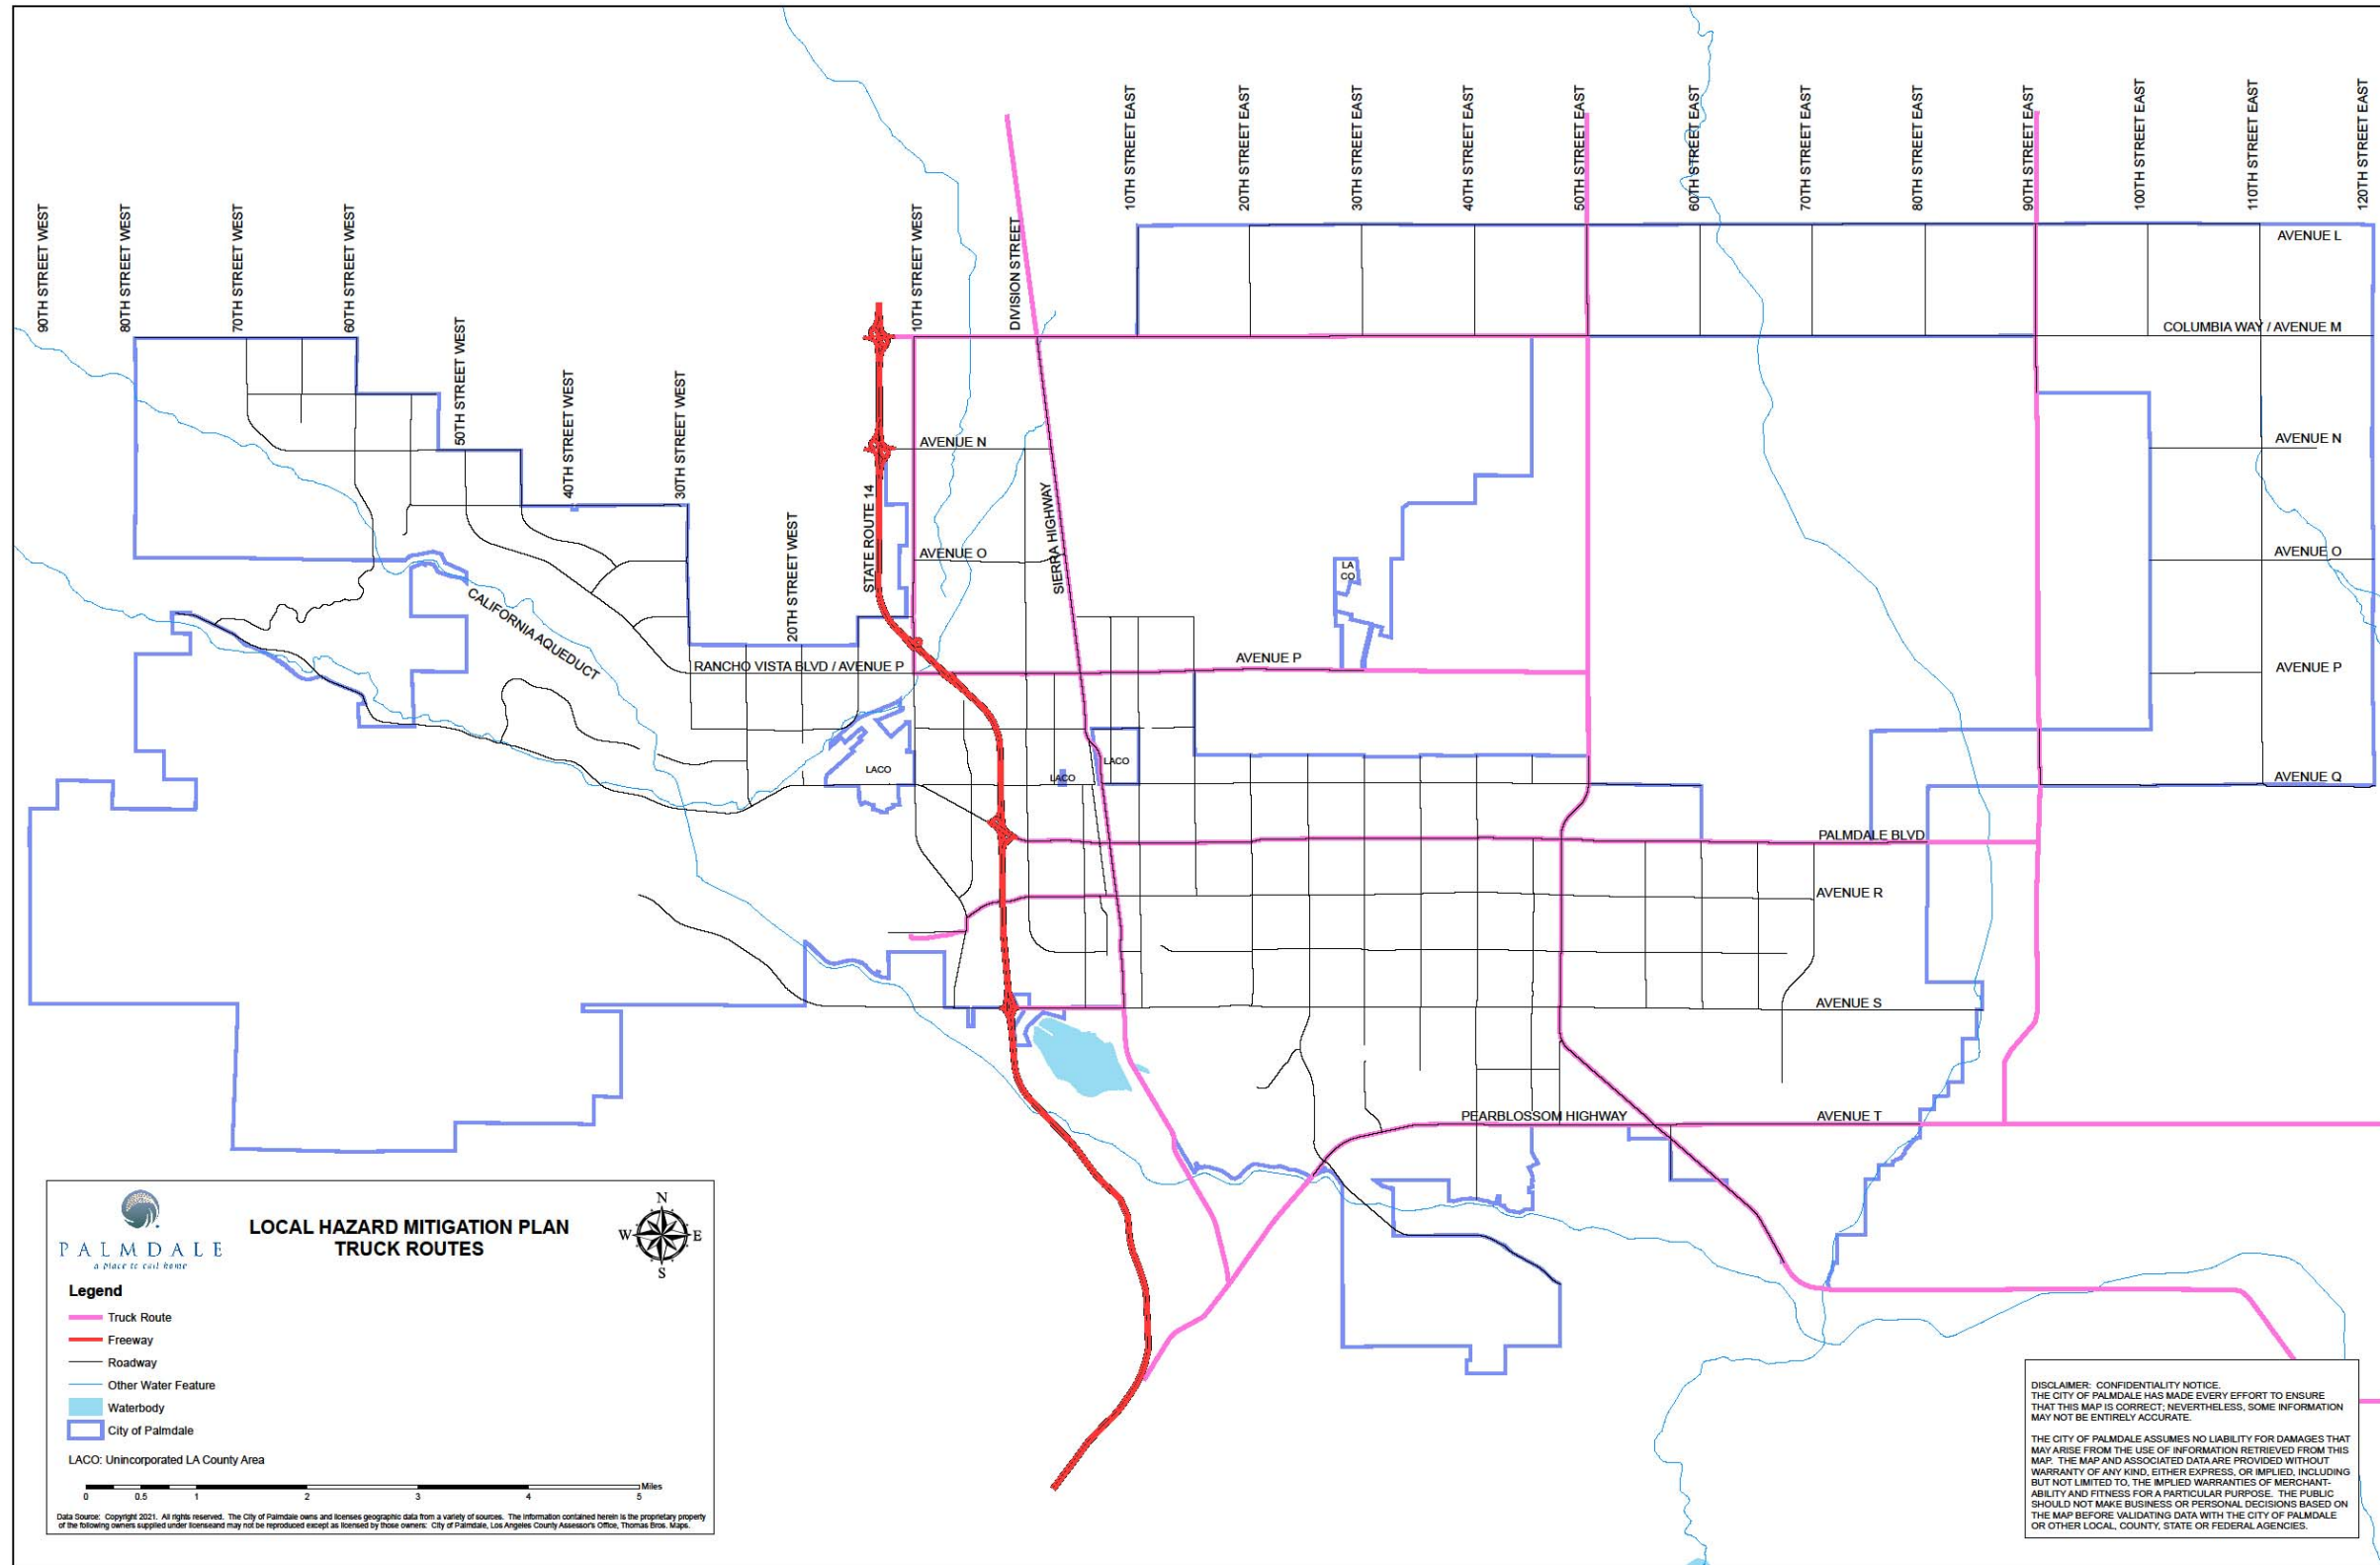 10TH STREET EAST
20TH STREET EAST
30TH STREET EAST
40TH STREET EAST
50TH STREET EAST
60TH STREET EAST
70TH STREET EAST
80TH STREET EAST
90TH STREET EAST
100TH STREET EAST
110TH STREET EAST
120TH STREET EAST
90TH STREET WEST
80TH STREET WEST
70TH STREET WEST
60TH STREET WEST
50TH STREET WEST
40TH STREET WEST
30TH STREET WEST
20TH STREET WEST
STATE ROUTE 14
10TH STREET WEST
DIVISION STREET
SIERRA HIGHWAY
AVENUE L
COLUMBIA WAY / AVENUE M
AVENUE N
AVENUE N
AVENUE O
AVENUE O
LA
CO
CALIFORNIA AQUEDUCT
RANCHO VISTA BLVD / AVENUE P
AVENUE P
AVENUE P
LACO
LACO
LACO
AVENUE Q
PALMDALE BLVD
AVENUE R
AVENUE S
PEARBLOSSOM HIGHWAY
AVENUE T
PALMDALE
a place to call home
LOCAL HAZARD MITIGATION PLAN
TRUCK ROUTES
N
W
E
S
Legend
Truck Route
Freeway
Roadway
Other Water Feature
Waterbody
City of Palmdale
LACO: Unincorporated LA County Area
Miles
0 0.5 1 2 3 4 5
Data Source: Copyright 2021. All rights reserved. The City of Palmdale owns and licenses geographic data from a variety of sources. The information contained herein is the proprietary property
of the following owners supplied under licenseand may not be reproduced except as licensed by those owners: City of Palmdale, Los Angeles County Assessor's Office, Thomas Bros. Maps.
DISCLAIMER: CONFIDENTIALITY NOTICE.
THE CITY OF PALMDALE HAS MADE EVERY EFFORT TO ENSURE
THAT THIS MAP IS CORRECT; NEVERTHELESS, SOME INFORMATION
MAY NOT BE ENTIRELY ACCURATE.
THE CITY OF PALMDALE ASSUMES NO LIABILITY FOR DAMAGES THAT
MAY ARISE FROM THE USE OF INFORMATION RETRIEVED FROM THIS
MAP. THE MAP AND ASSOCIATED DATA ARE PROVIDED WITHOUT
WARRANTY OF ANY KIND, EITHER EXPRESS, OR IMPLIED, INCLUDING
BUT NOT LIMITED TO, THE IMPLIED WARRANTIES OF MERCHANT-
ABILITY AND FITNESS FOR A PARTICULAR PURPOSE. THE PUBLIC
SHOULD NOT MAKE BUSINESS OR PERSONAL DECISIONS BASED ON
THE MAP BEFORE VALIDATING DATA WITH THE CITY OF PALMDALE
OR OTHER LOCAL, COUNTY, STATE OR FEDERAL AGENCIES.